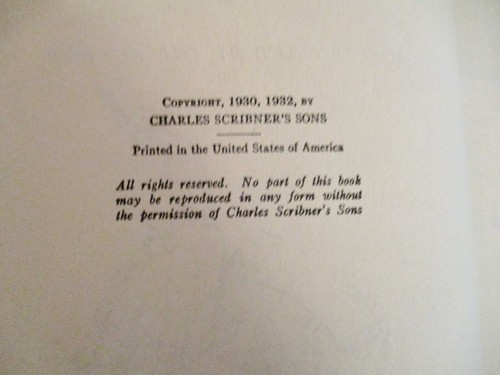 COPYRIGHT, 1930, 1932, BY
CHARLES SCRIBNER'S SONS
Printed in the United States of America
All rights reserved. No part of this book
may be reproduced in any form without
the permission of Charles Scribner's Sons